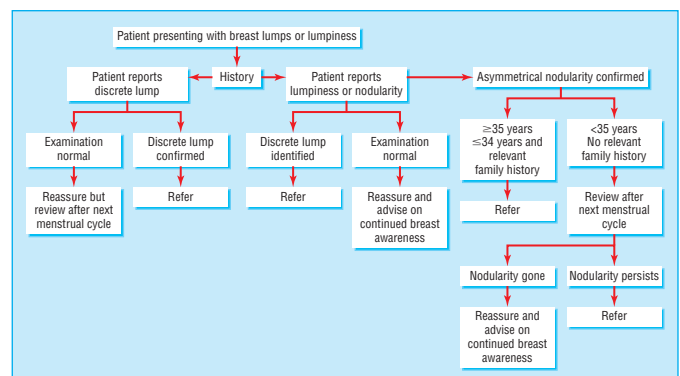 Patient presenting with breast lumps or lumpiness
Patient reports
discrete lump
History
Patient reports
lumpiness or nodularity
Asymmetrical nodularity confirmed
Examination
normal
Discrete lump
confirmed
Discrete lump
identified
Examination
normal
≥35 years
≤34 years and
relevant
family history
<35 years
No relevant
family history
Reassure but
review after next
menstrual cycle
Refer
Refer
Reassure and
advise on
continued breast
awareness
Refer
Review after
next menstrual
cycle
Nodularity gone
Nodularity persists
Reassure and
advise on
continued breast
awareness
Refer